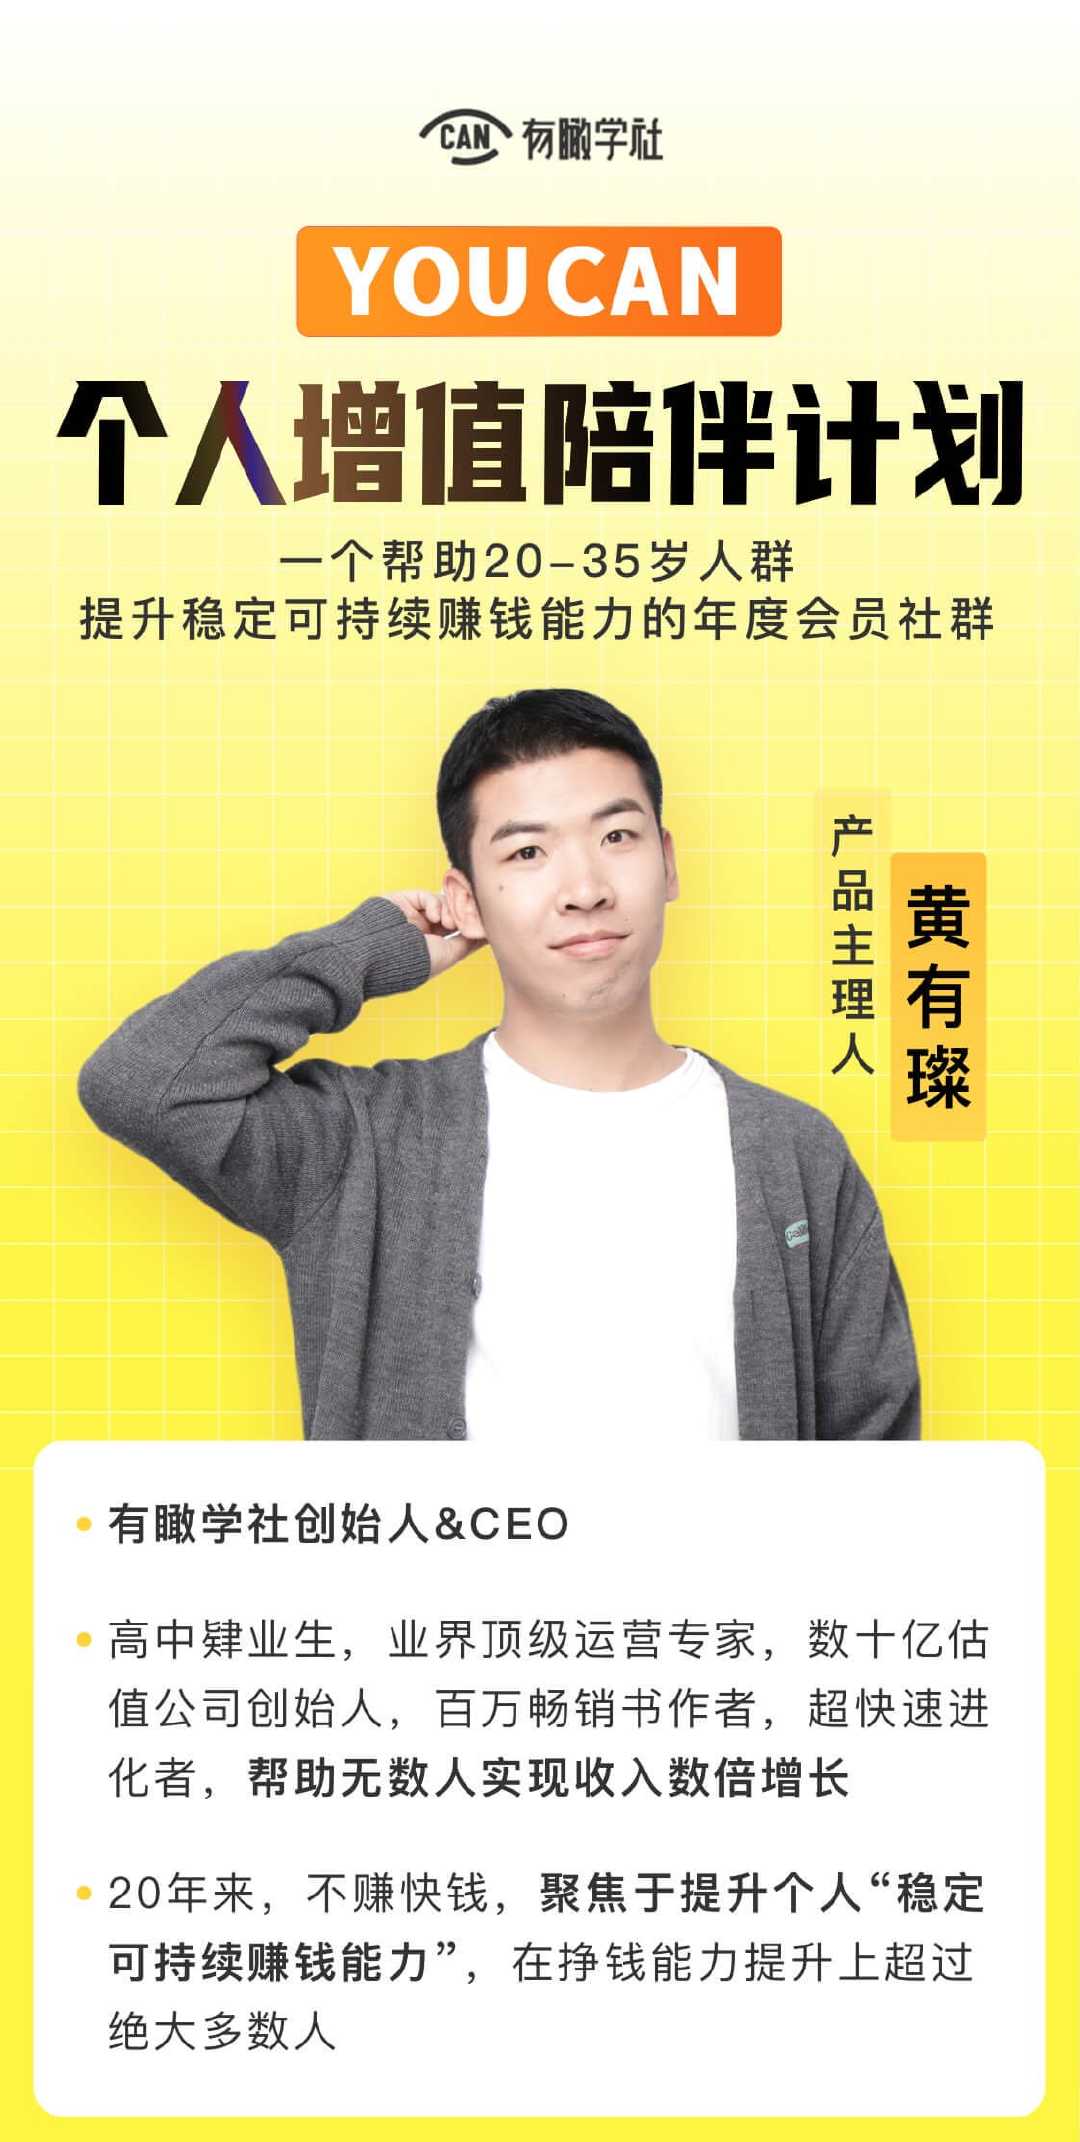 CAN 有瞰学社
YOU CAN
个人增值陪伴计划
一个帮助20-35岁人群
提升稳定可持续赚钱能力的年度会员社群
产品主理人
黄有璨
有瞰学社创始人&CEO
高中肄业生，业界顶级运营专家，数十亿估
值公司创始人，百万畅销书作者，超快速进
化者，帮助无数人实现收入数倍增长
20年来，不赚快钱，聚焦于提升个人“稳定
可持续赚钱能力”，在挣钱能力提升上超过
绝大多数人